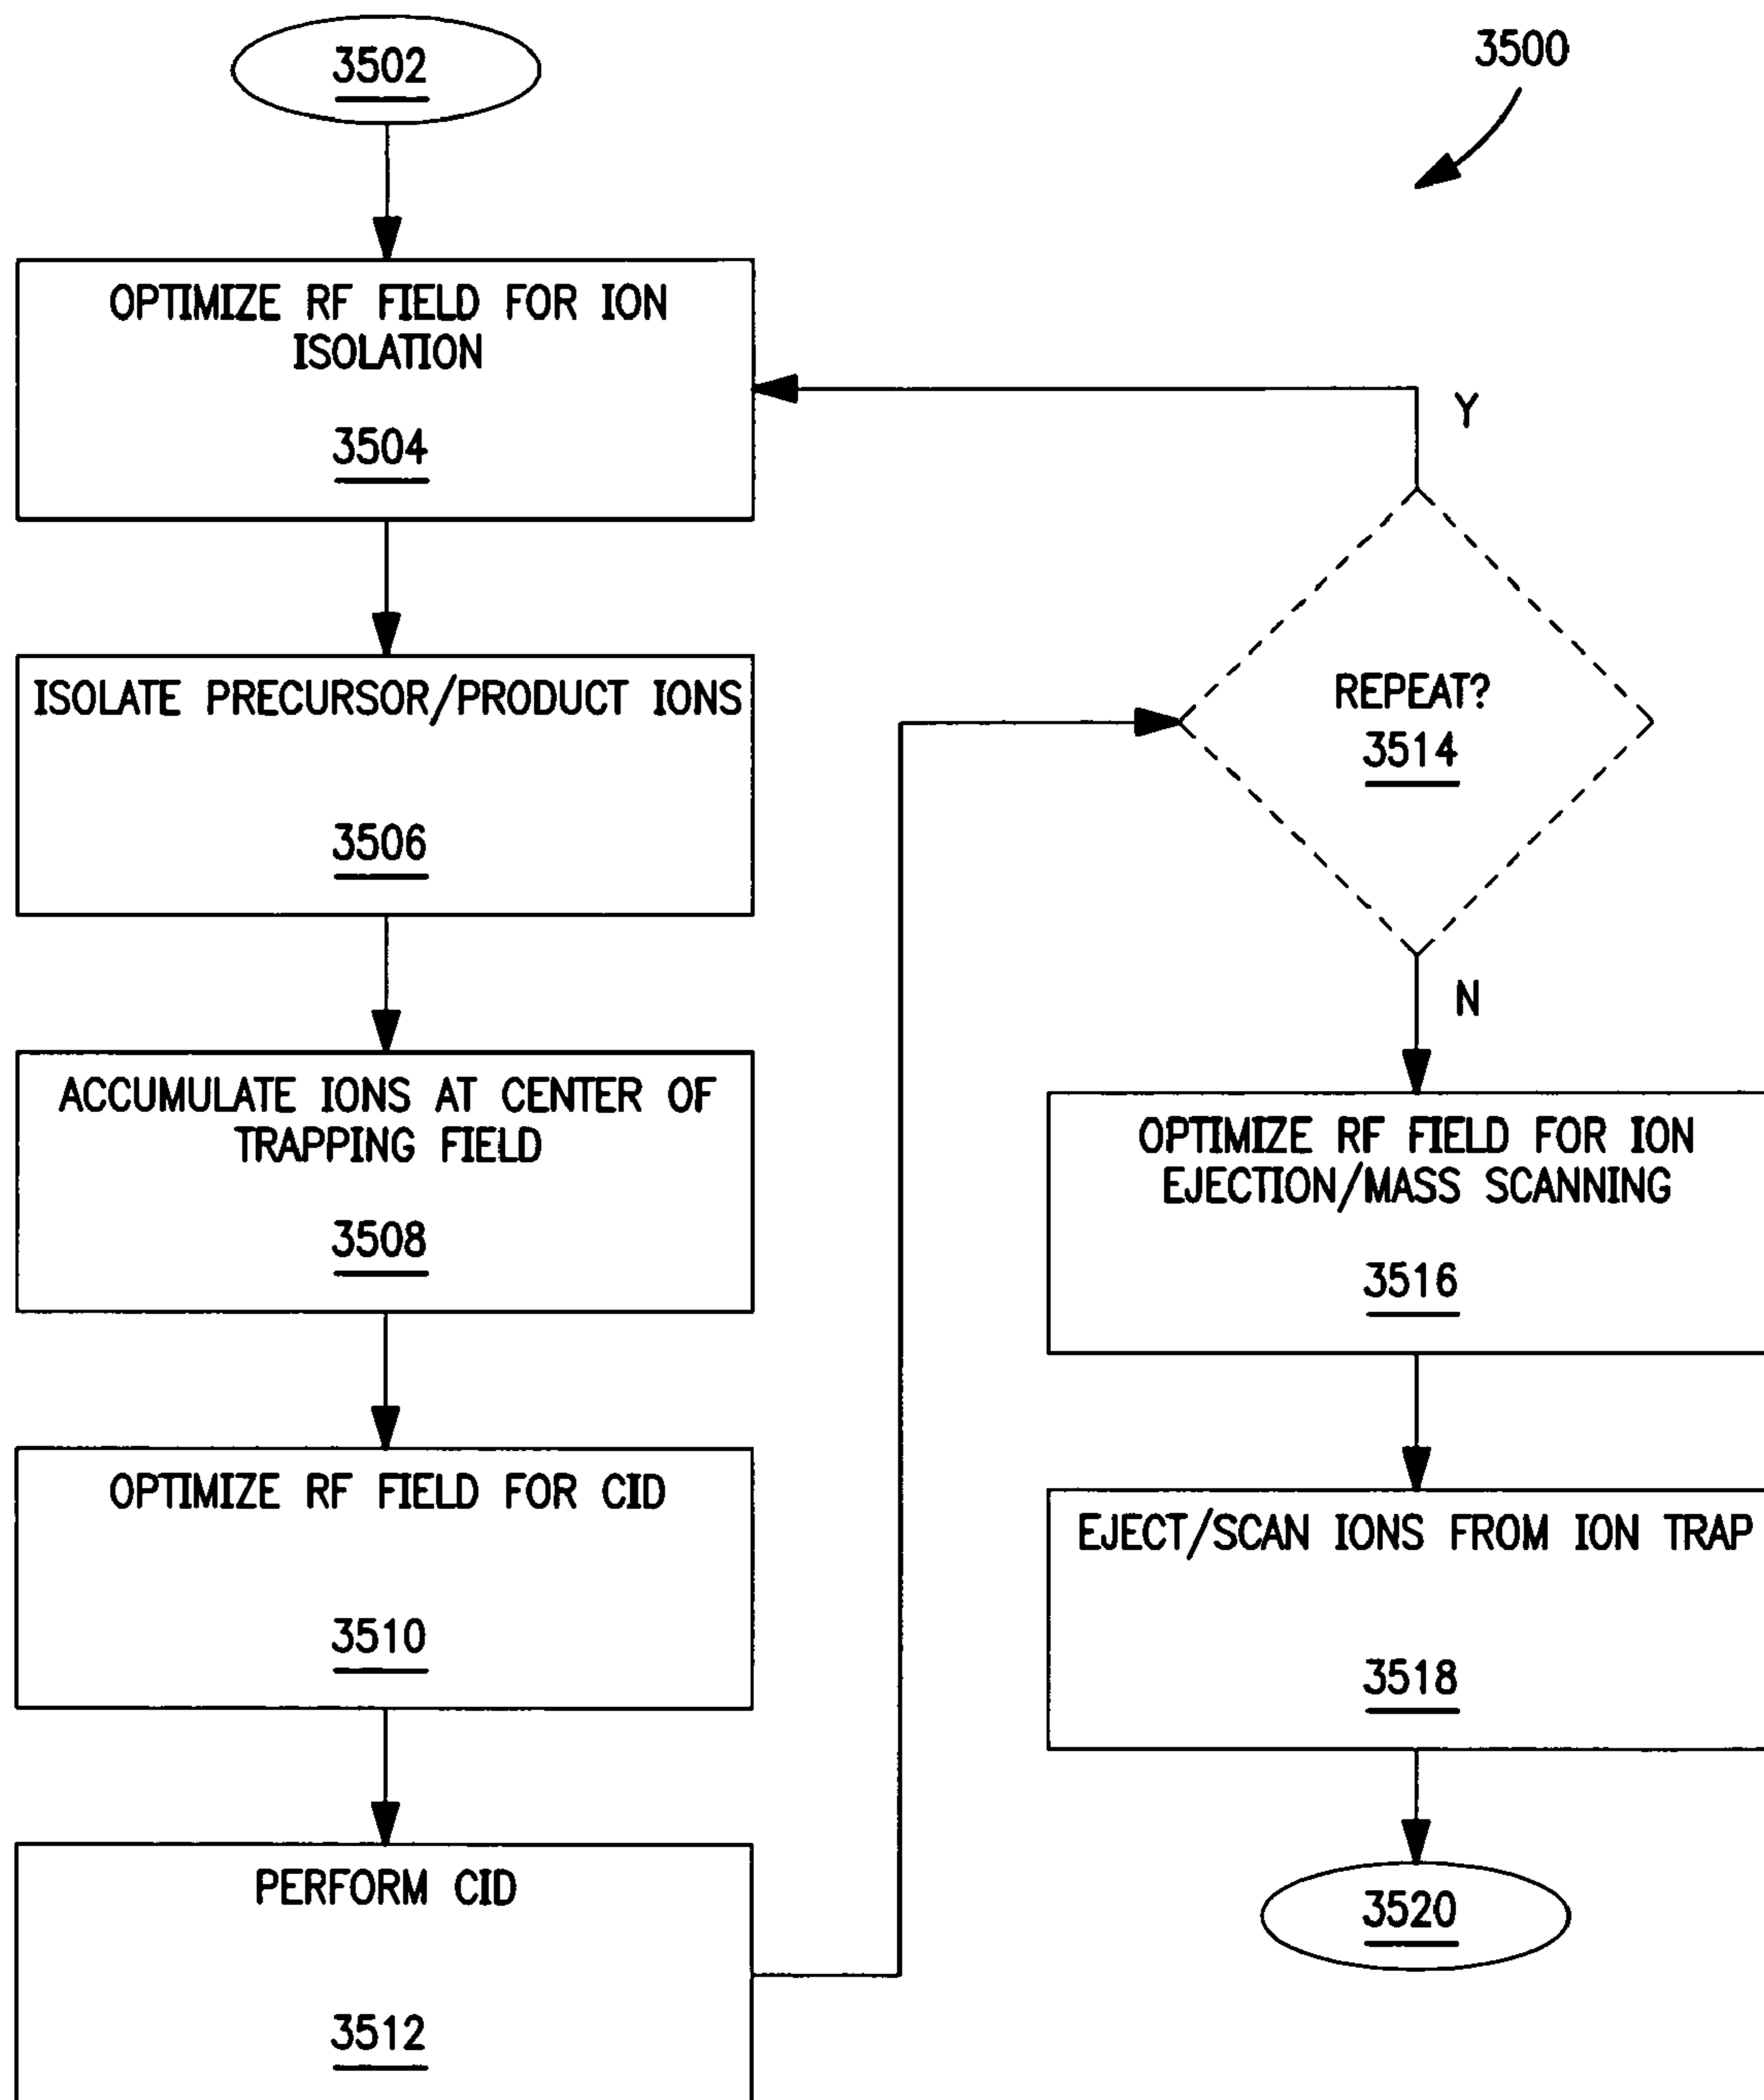 3502
3500
OPTIMIZE RF FIELD FOR ION
ISOLATION
3504
ISOLATE PRECURSOR/PRODUCT IONS
3506
ACCUMULATE IONS AT CENTER OF
TRAPPING FIELD
3508
OPTIMIZE RF FIELD FOR CID
3510
PERFORM CID
3512
Y
REPEAT?
3514
N
OPTIMIZE RF FIELD FOR ION
EJECTION/MASS SCANNING
3516
EJECT/SCAN IONS FROM ION TRAP
3518
3520